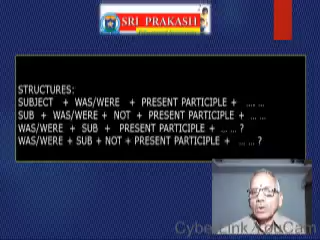 SRI PRAKASH
STRUCTURES:
SUBJECT + WAS/WERE + PRESENT PARTICIPLE + .... ...
SUB + WAS/WERE + NOT + PRESENT PARTICIPLE + ... ...
WAS/WERE + SUB + PRESENT PARTICIPLE + ... ... ?
WAS/WERE + SUB + NOT + PRESENT PARTICIPLE + ... ... ?
CyberLink YouCam